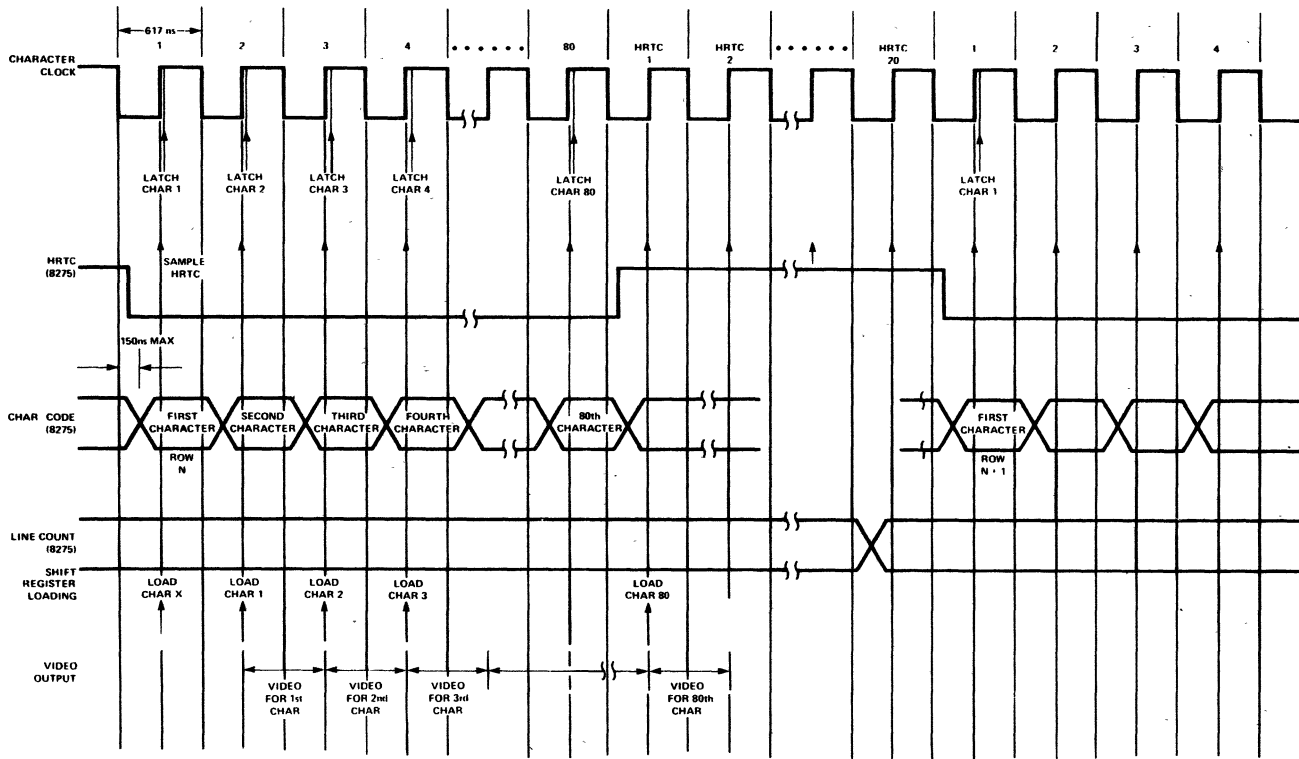 617 ns
1 2 3 4 • • • • • • 80 HRTC HRTC • • • • • • HRTC 1 2 3 4
1 2 20
CHARACTER
CLOCK
LATCH LATCH LATCH LATCH LATCH LATCH
CHAR 1 CHAR 2 CHAR 3 CHAR 4 CHAR 80 CHAR 1
HRTC
(8275)
SAMPLE
HRTC
150ns MAX
CHAR CODE
(8275)
FIRST SECOND THIRD FOURTH 80th FIRST
CHARACTER CHARACTER CHARACTER CHARACTER CHARACTER CHARACTER
ROW ROW
N N + 1
LINE COUNT
(8275)
SHIFT
REGISTER
LOADING
LOAD LOAD LOAD LOAD LOAD
CHAR X CHAR 1 CHAR 2 CHAR 3 CHAR 80
VIDEO
OUTPUT
VIDEO VIDEO VIDEO VIDEO
FOR 1st FOR 2nd FOR 3rd FOR 80th
CHAR CHAR CHAR CHAR